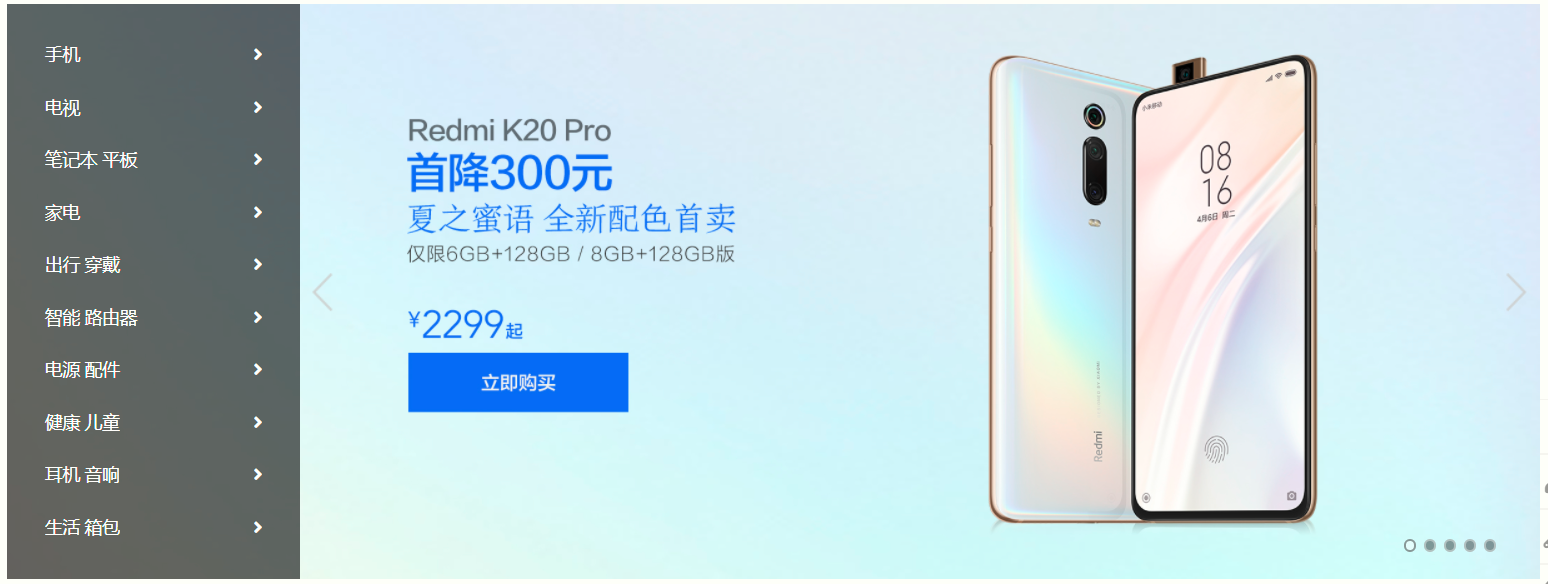 手机
电视
笔记本 平板
家电
出行 穿戴
智能 路由器
电源 配件
健康 儿童
耳机 音响
生活 箱包
Redmi K20 Pro
首降300元
夏之蜜语 全新配色首卖
仅限6GB+128GB / 8GB+128GB版
¥2299起
立即购买
小米移动
08
16
4月6日 周二
Redmi